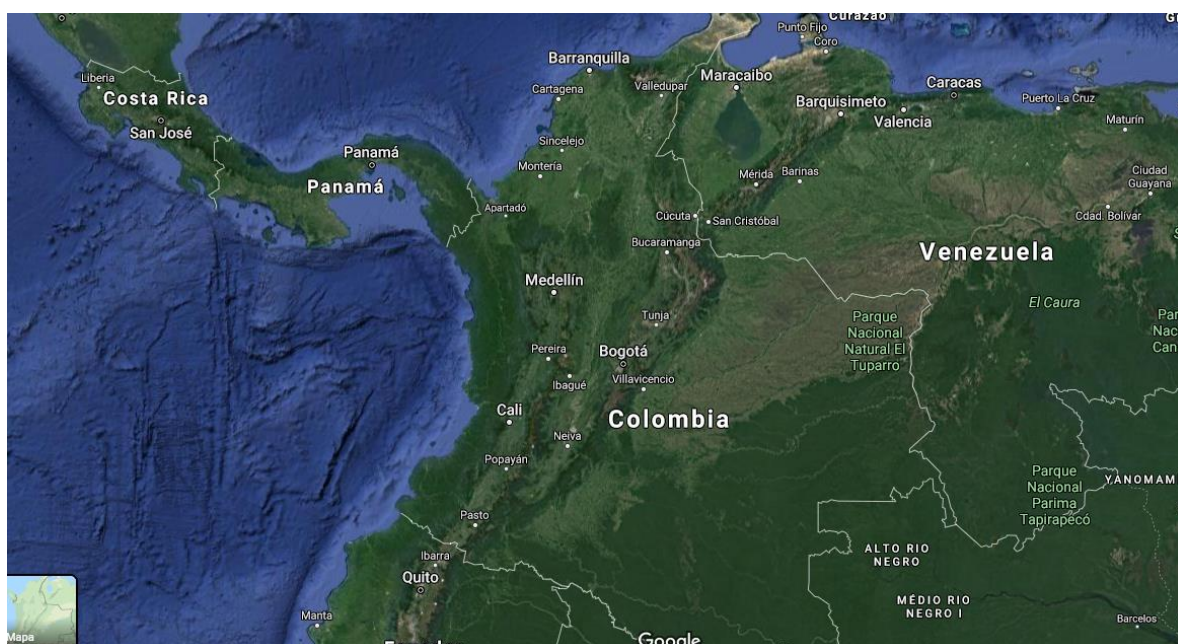 Curazao
Punto Fijo
Coro
Barranquilla
Liberia
Costa Rica
San José
Cartagena
Valledupar
Maracaibo
Caracas
Barquisimeto
Valencia
Puerto La Cruz
Maturín
Sincelejo
Panamá
Panamá
Montería
Mérida
Barinas
Ciudad
Guayana
Apartadó
Cúcuta
San Cristóbal
Cdad. Bolívar
Bucaramanga
Venezuela
Medellín
El Caura
Tunja
Parque
Nacional
Natural El
Tuparro
Pereira
Bogotá
Ibagué
Villavicencio
Cali
Colombia
Neiva
Popayán
Parque
Nacional
Parima
Tapirapecó
YANOMAM
Pasto
Ibarra
Quito
ALTO RIO
NEGRO
MÉDIO RIO
NEGRO I
Manta
Barcelos
Mapa
Google